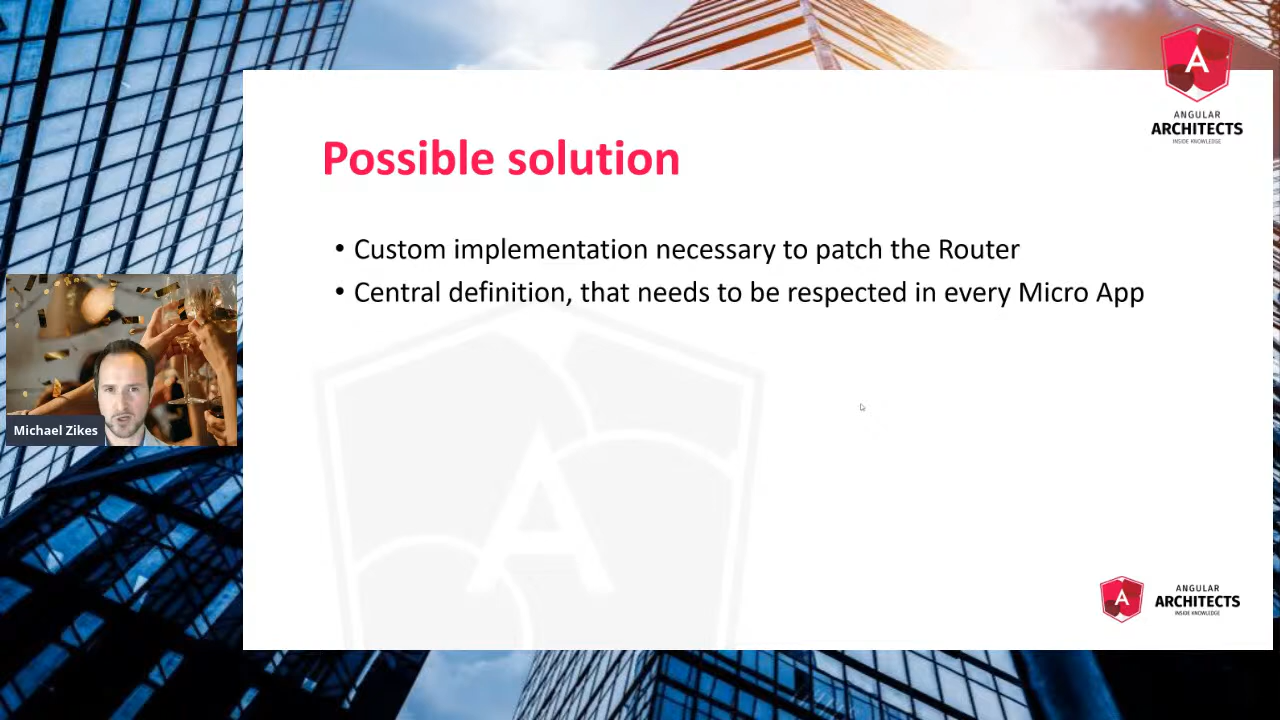 ANGULAR
ARCHITECTS
INSIDE KNOWLEDGE
Possible solution
• Custom implementation necessary to patch the Router
• Central definition, that needs to be respected in every Micro App
Michael Zikes
ANGULAR
ARCHITECTS
INSIDE KNOWLEDGE